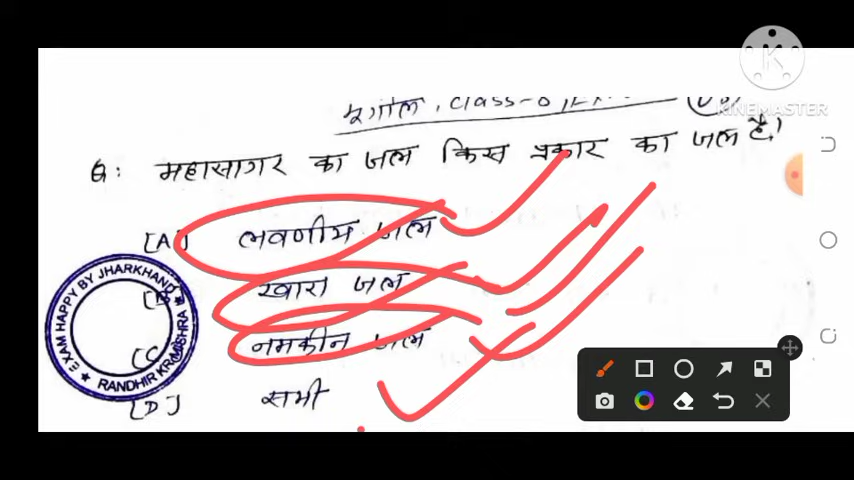 KINEMASTER
भूगोल, Class-
Q: महासागर का जल किस प्रकार का जल है?
[A] लवणीय जल
[B] खारा जल
[C] नमकीन जल
[D] सभी
EXAM HAPPY BY JHARKHAND
RANDHIR KR MISHRA